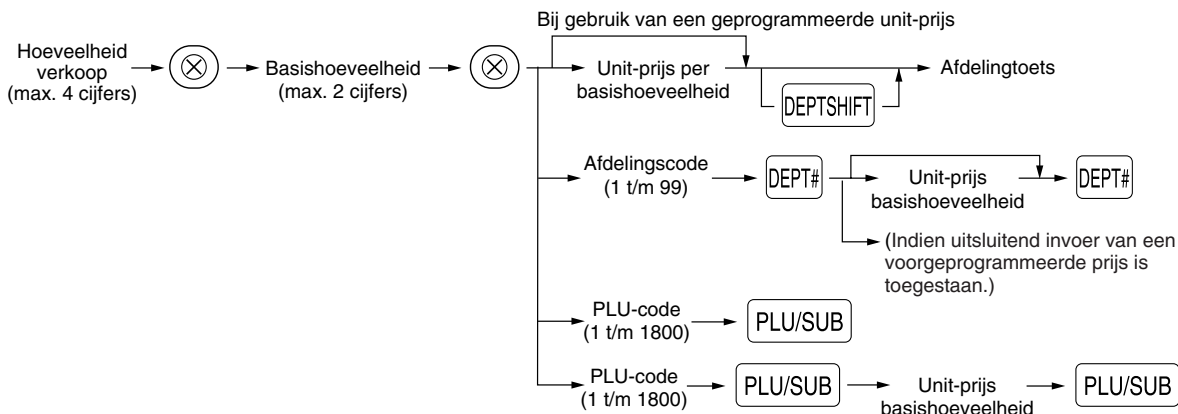 Bij gebruik van een geprogrammeerde unit-prijs
Hoeveelheid
verkoop
(max. 4 cijfers)
Basishoeveelheid
(max. 2 cijfers)
Unit-prijs per
basishoeveelheid
DEPTSHIFT
Afdelingtoets
Afdelingscode
(1 t/m 99)
DEPT#
Unit-prijs
basishoeveelheid
DEPT#
(Indien uitsluitend invoer van een
voorgeprogrammeerde prijs is
toegestaan.)
PLU-code
(1 t/m 1800)
PLU/SUB
PLU-code
(1 t/m 1800)
PLU/SUB
Unit-prijs
basishoeveelheid
PLU/SUB